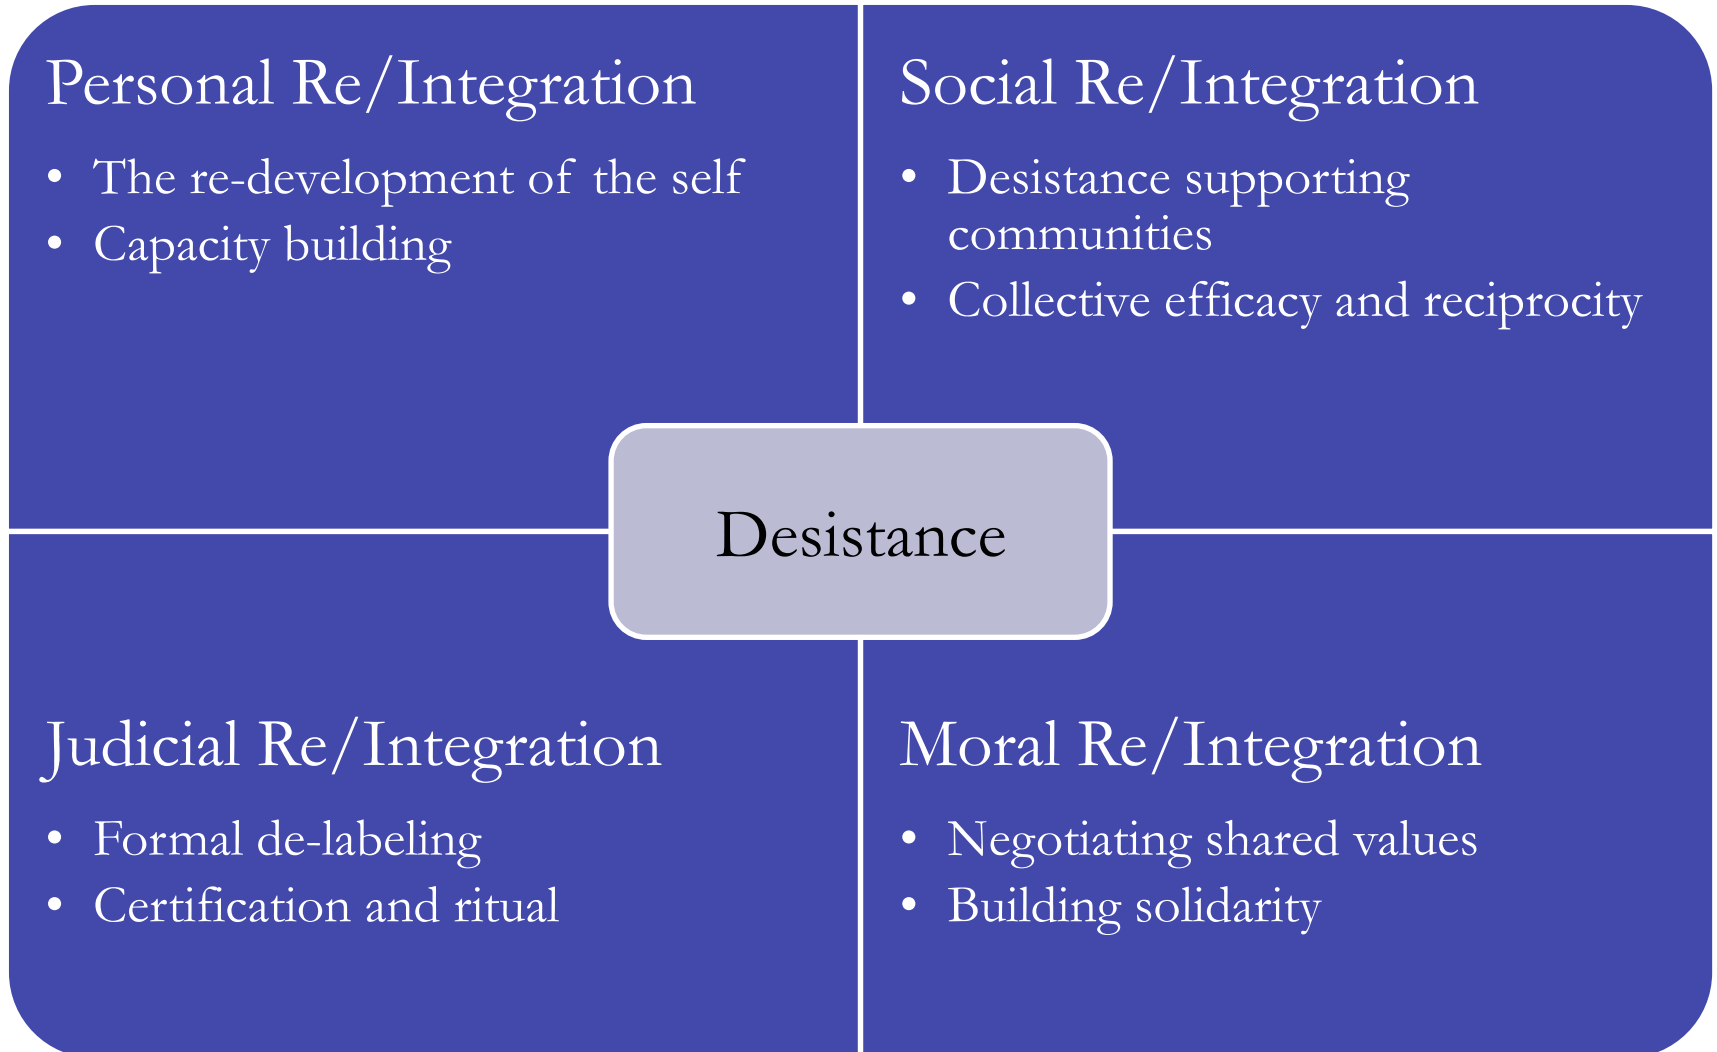 Personal Re/Integration
• The re-development of the self
• Capacity building
Social Re/Integration
• Desistance supporting
communities
• Collective efficacy and reciprocity
Desistance
Judicial Re/Integration
• Formal de-labeling
• Certification and ritual
Moral Re/Integration
• Negotiating shared values
• Building solidarity